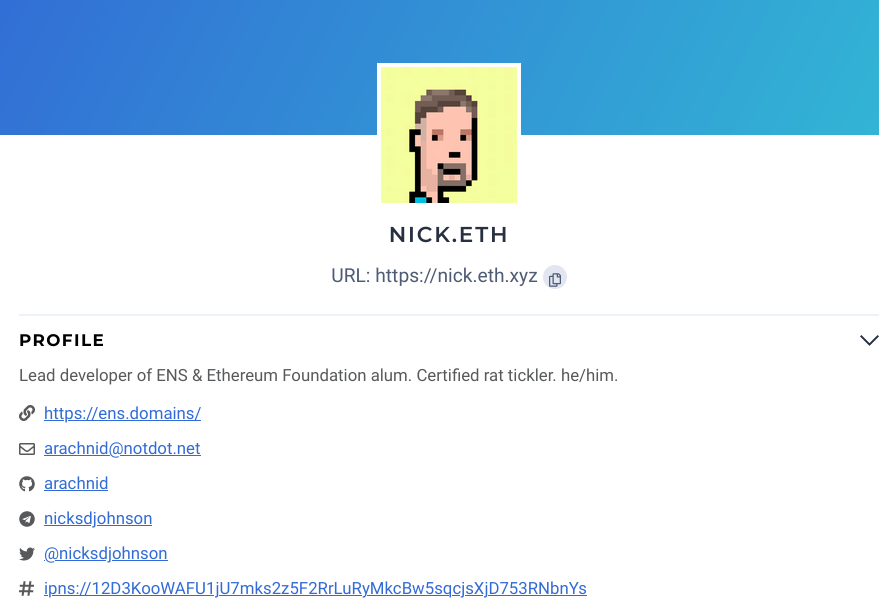 NICK.ETH
URL: https://nick.eth.xyz
PROFILE
Lead developer of ENS & Ethereum Foundation alum. Certified rat tickler. he/him.
https://ens.domains/
arachnid@notdot.net
arachnid
nicksdjohnson
@nicksdjohnson
ipns://12D3KooWAFU1jU7mks2z5F2RrLuRyMkcBw5sqcjsXjD753RNbnYs